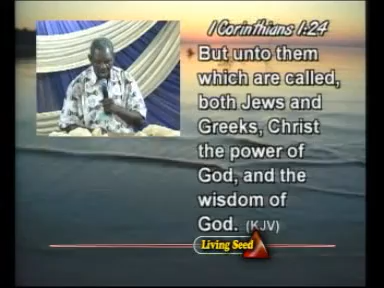 1 Corinthians 1:24
But unto them
which are called,
both Jews and
Greeks, Christ
the power of
God, and the
wisdom of
God. (KJV)
Living Seed